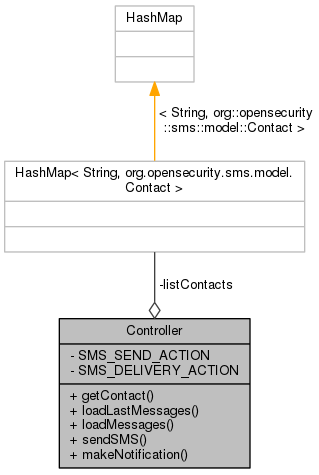 HashMap
< String, org::opensecurity
::sms::model::Contact >
HashMap< String, org.opensecurity.sms.model.
Contact >
-listContacts
Controller
- SMS_SEND_ACTION
- SMS_DELIVERY_ACTION
+ getContact()
+ loadLastMessages()
+ loadMessages()
+ sendSMS()
+ makeNotification()